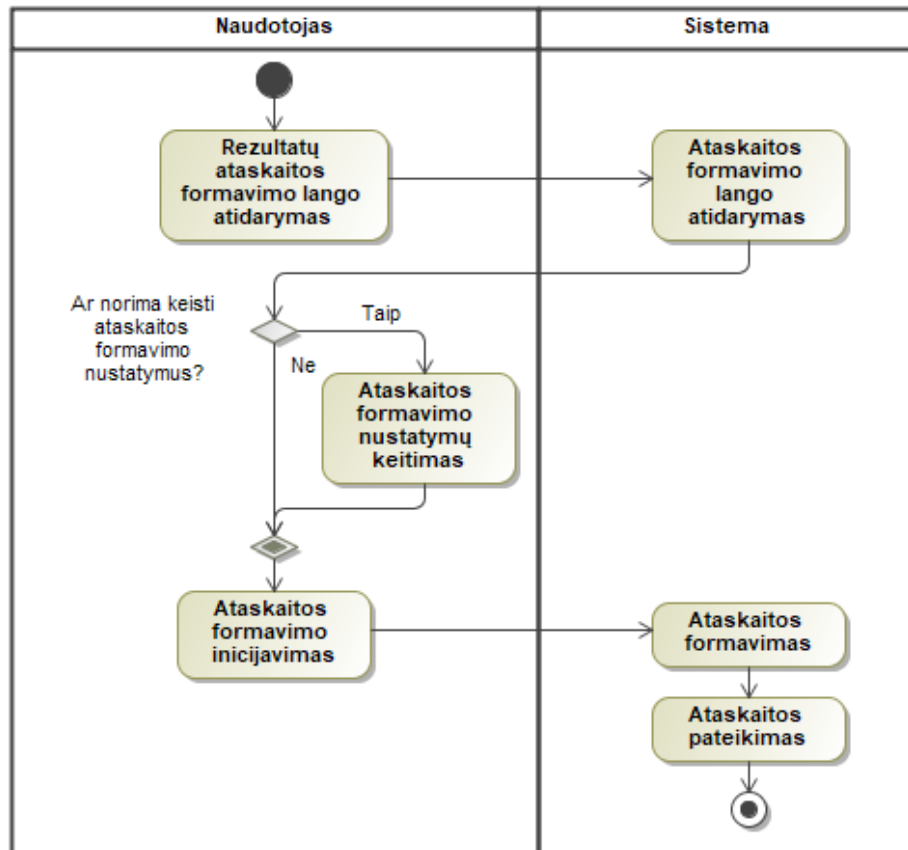 Naudotojas
Sistema
Rezultatų
ataskaitos
formavimo lango
atidarymas
Ataskaitos
formavimo
lango
atidarymas
Ar norima keisti
ataskaitos
formavimo
nustatymus?
Taip
Ne
Ataskaitos
formavimo
nustatymų
keitimas
Ataskaitos
formavimo
inicijavimas
Ataskaitos
formavimas
Ataskaitos
pateikimas